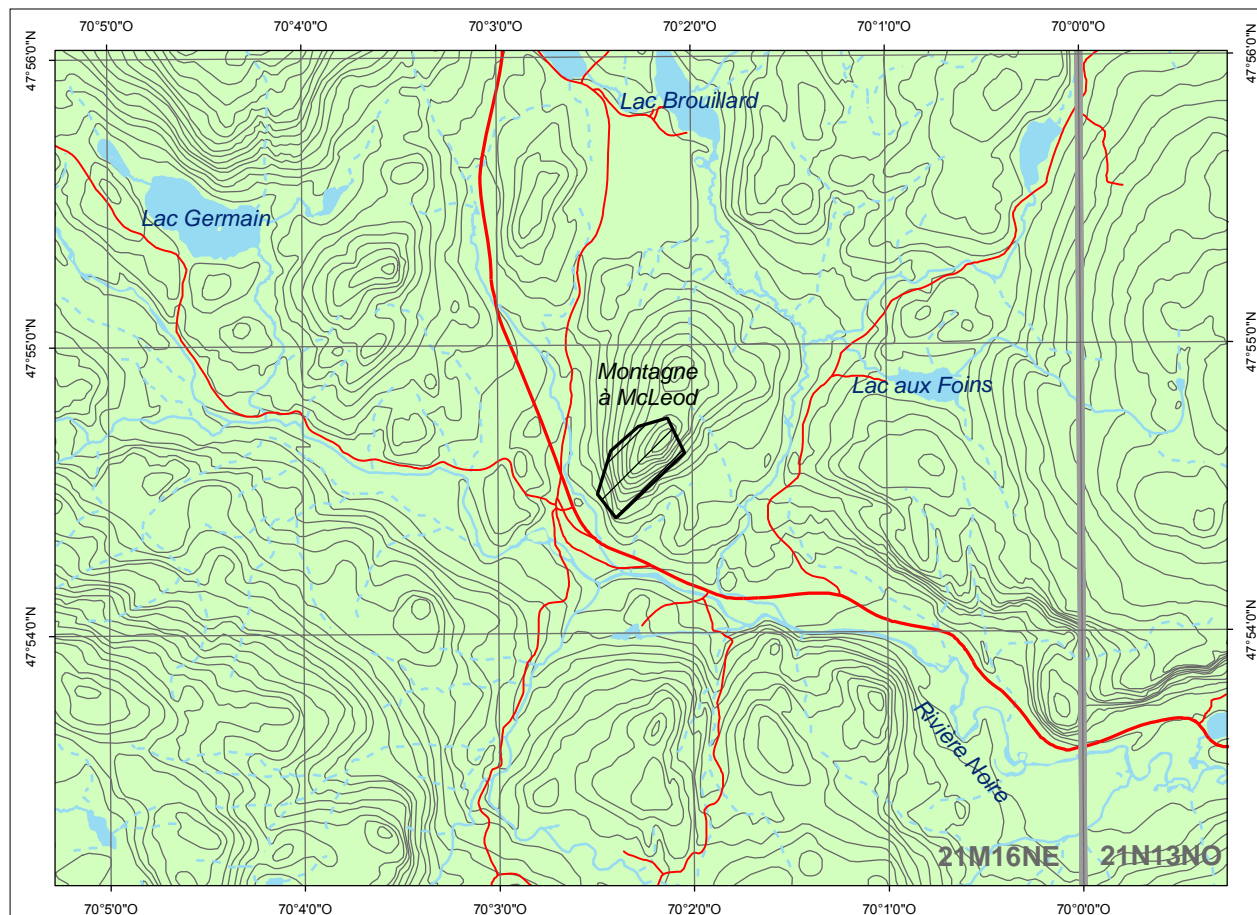 70°5'0"O 70°4'0"O 70°3'0"O 70°2'0"O 70°1'0"O 70°0'0"O
47°56'0"N 47°56'0"N
Lac Brouillard
Lac Germain
47°55'0"N 47°55'0"N
Montagne
à McLeod
Lac aux Foins
47°54'0"N 47°54'0"N
Rivière Noire
21M16NE 21N13NO
70°5'0"O 70°4'0"O 70°3'0"O 70°2'0"O 70°1'0"O 70°0'0"O